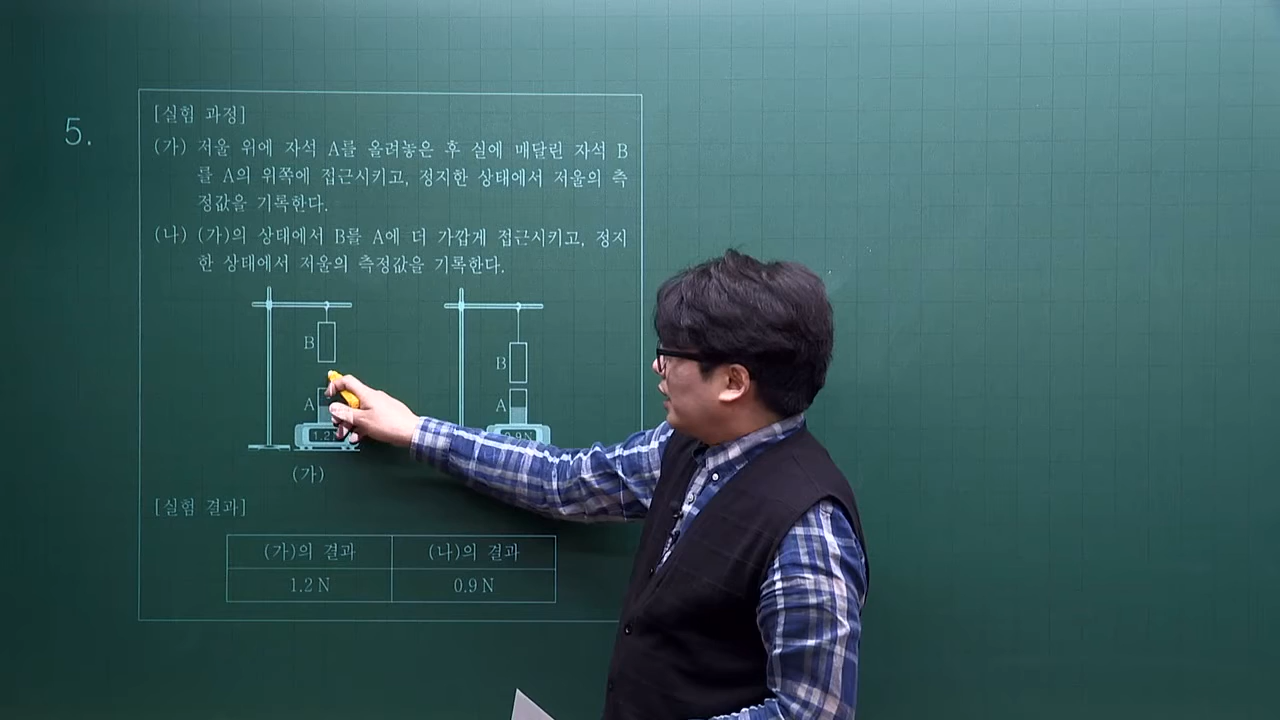 5.
[실험 과정]
(가) 저울 위에 자석 A를 올려놓은 후 실에 매달린 자석 B
를 A의 위쪽에 접근시키고, 정지한 상태에서 저울의 측
정값을 기록한다.
(나) (가)의 상태에서 B를 A에 더 가깝게 접근시키고, 정지
한 상태에서 저울의 측정값을 기록한다.
B
B
A
A
(가)
[실험 결과]
(가)의 결과 (나)의 결과
1.2 N 0.9 N